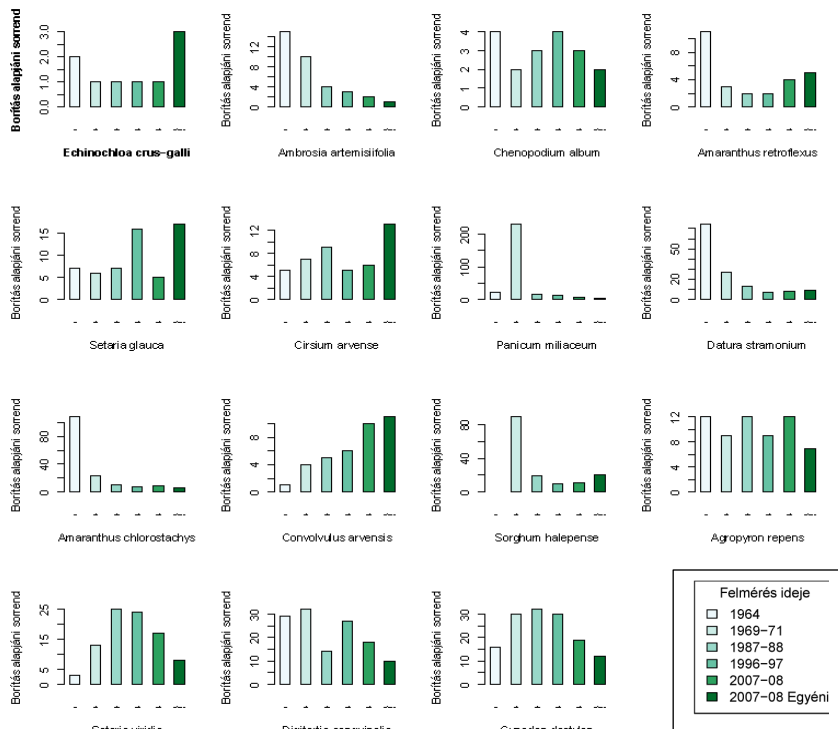 Borítás alapjáni sorrend
0.0 1.0 2.0 3.0
Echinochloa crus-galli
Borítás alapjáni sorrend
0 4 8 12
Ambrosia artemisiifolia
Borítás alapjáni sorrend
0 1 2 3 4
Chenopodium album
Borítás alapjáni sorrend
0 4 8
Amaranthus retroflexus
Borítás alapjáni sorrend
0 5 10 15
Setaria glauca
Borítás alapjáni sorrend
0 4 8 12
Cirsium arvense
Borítás alapjáni sorrend
0 100 200
Panicum miliaceum
Borítás alapjáni sorrend
0 20 50
Datura stramonium
Borítás alapjáni sorrend
0 40 80
Amaranthus chlorostachys
Borítás alapjáni sorrend
0 4 8
Convolvulus arvensis
Borítás alapjáni sorrend
0 40 80
Sorghum halepense
Borítás alapjáni sorrend
0 4 8 12
Agropyron repens
Borítás alapjáni sorrend
0 5 15 25
Borítás alapjáni sorrend
0 10 20 30
Borítás alapjáni sorrend
0 10 20 30
Felmérés ideje
1964
1969-71
1987-88
1996-97
2007-08
2007-08 Egyéni